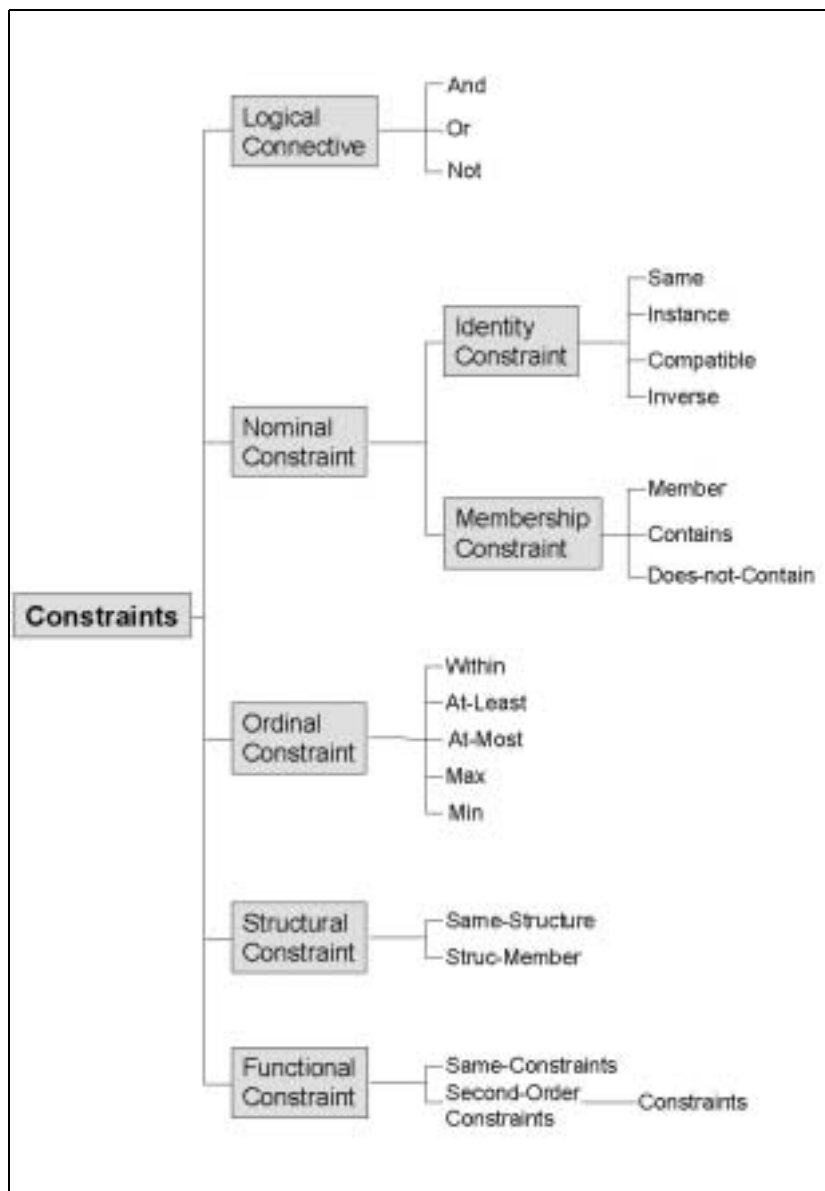 And
Logical
Connective
Or
Not
Same
Identity
Constraint
Instance
Compatible
Inverse
Nominal
Constraint
Member
Membership
Constraint
Contains
Does-not-Contain
Constraints
Within
At-Least
Ordinal
Constraint
At-Most
Max
Min
Structural
Constraint
Same-Structure
Struc-Member
Functional
Constraint
Same-Constraints
Second-Order
Constraints
Constraints